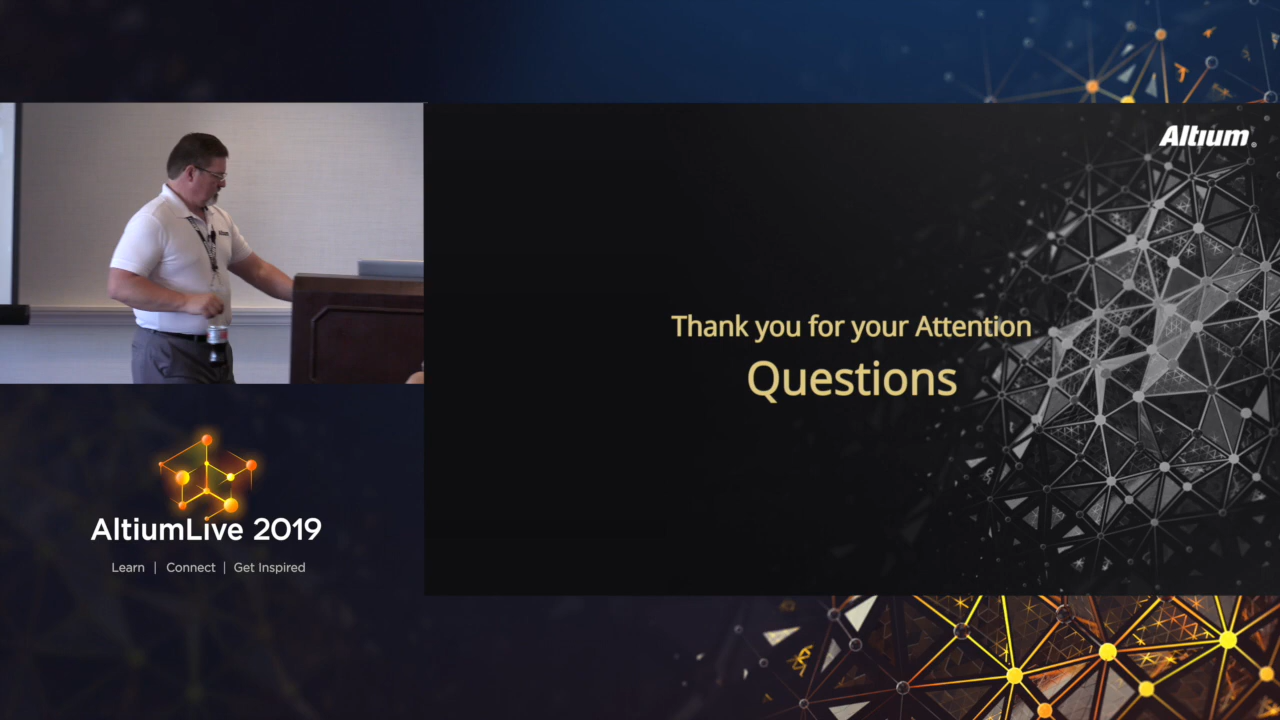 Altium
Thank you for your Attention
Questions
AltiumLive 2019
Learn | Connect | Get Inspired